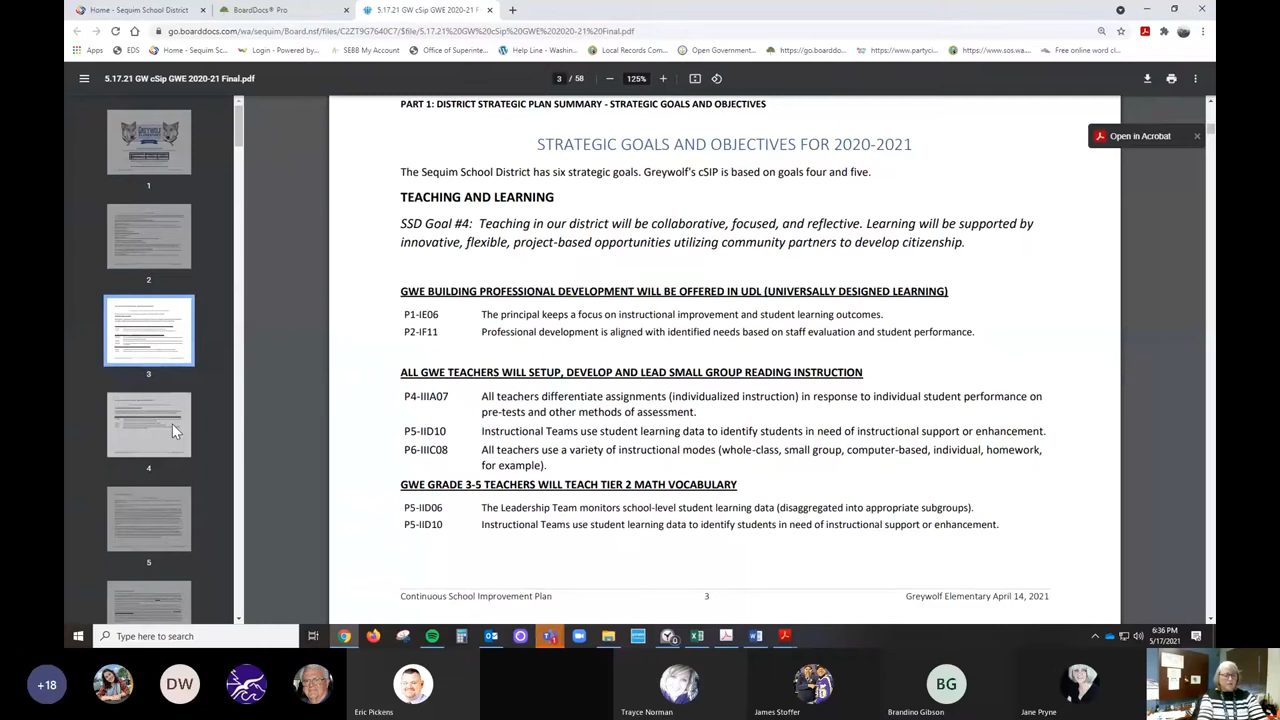 Home - Sequim School District
BoardDocs® Pro
5.17.21 GW cSip GWE 2020-21 F
go.boarddocs.com/wa/sequim/Board.nsf/files/C2ZT9G7640C7/$file/5.17.21%20GW%20cSip%20GWE%202020-21%20Final.pdf
Apps
EDS
Home - Sequim Sc...
Login - Powered by...
SEBB My Account
Office of Superinte...
Help Line - Washin...
Local Records Com...
Open Government...
https://go.boarddo...
https://www.partyci...
https://www.sos.wa...
Free online word cl...
5.17.21 GW cSip GWE 2020-21 Final.pdf
3 / 58
125%
Open in Acrobat
GREYWOLF
1
2
3
4
5
PART 1: DISTRICT STRATEGIC PLAN SUMMARY - STRATEGIC GOALS AND OBJECTIVES
STRATEGIC GOALS AND OBJECTIVES FOR 2020-2021
The Sequim School District has six strategic goals. Greywolf's cSIP is based on goals four and five.
TEACHING AND LEARNING
SSD Goal #4: Teaching in our district will be collaborative, focused, and reflective. Learning will be supported by
innovative, flexible, project-based opportunities utilizing community partners to develop citizenship.
GWE BUILDING PROFESSIONAL DEVELOPMENT WILL BE OFFERED IN UDL (UNIVERSALLY DESIGNED LEARNING)
P1-IE06 The principal keeps a focus on instructional improvement and student learning outcomes.
P2-IF11 Professional development is aligned with identified needs based on staff evaluation and student performance.
ALL GWE TEACHERS WILL SETUP, DEVELOP AND LEAD SMALL GROUP READING INSTRUCTION
P4-IIIA07 All teachers differentiate assignments (individualized instruction) in response to individual student performance on
pre-tests and other methods of assessment.
P5-IID10 Instructional Teams use student learning data to identify students in need of instructional support or enhancement.
P6-IIIC08 All teachers use a variety of instructional modes (whole-class, small group, computer-based, individual, homework,
for example).
GWE GRADE 3-5 TEACHERS WILL TEACH TIER 2 MATH VOCABULARY
P5-IID06 The Leadership Team monitors school-level student learning data (disaggregated into appropriate subgroups).
P5-IID10 Instructional Teams use student learning data to identify students in need of instructional support or enhancement.
Continuous School Improvement Plan 3 Greywolf Elementary April 14, 2021
Type here to search
6:36 PM
5/17/2021
+18
DW
BG
Eric Pickens
Trayce Norman
James Stoffer
Brandino Gibson
Jane Pryne